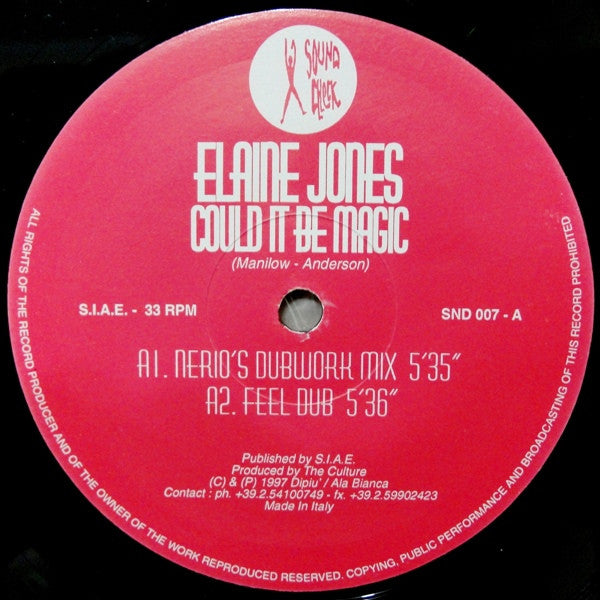 SOUND
CHECK
ELAINE JONES
COULD IT BE MAGIC
(Manilow - Anderson)
S.I.A.E. - 33 RPM
SND 007 - A
A1. NERIO'S DUBWORK MIX 5'35"
A2. FEEL DUB 5'36"
Published by S.I.A.E.
Produced by The Culture
(C) & (P) 1997 Dipiu' / Ala Bianca
Contact : ph. +39.2.54100749 - fx. +39.2.59902423
Made in Italy
ALL RIGHTS OF THE RECORD PRODUCER AND OF THE OWNER OF THE WORK REPRODUCED RESERVED. COPYING, PUBLIC PERFORMANCE AND BROADCASTING OF THIS RECORD PROHIBITED